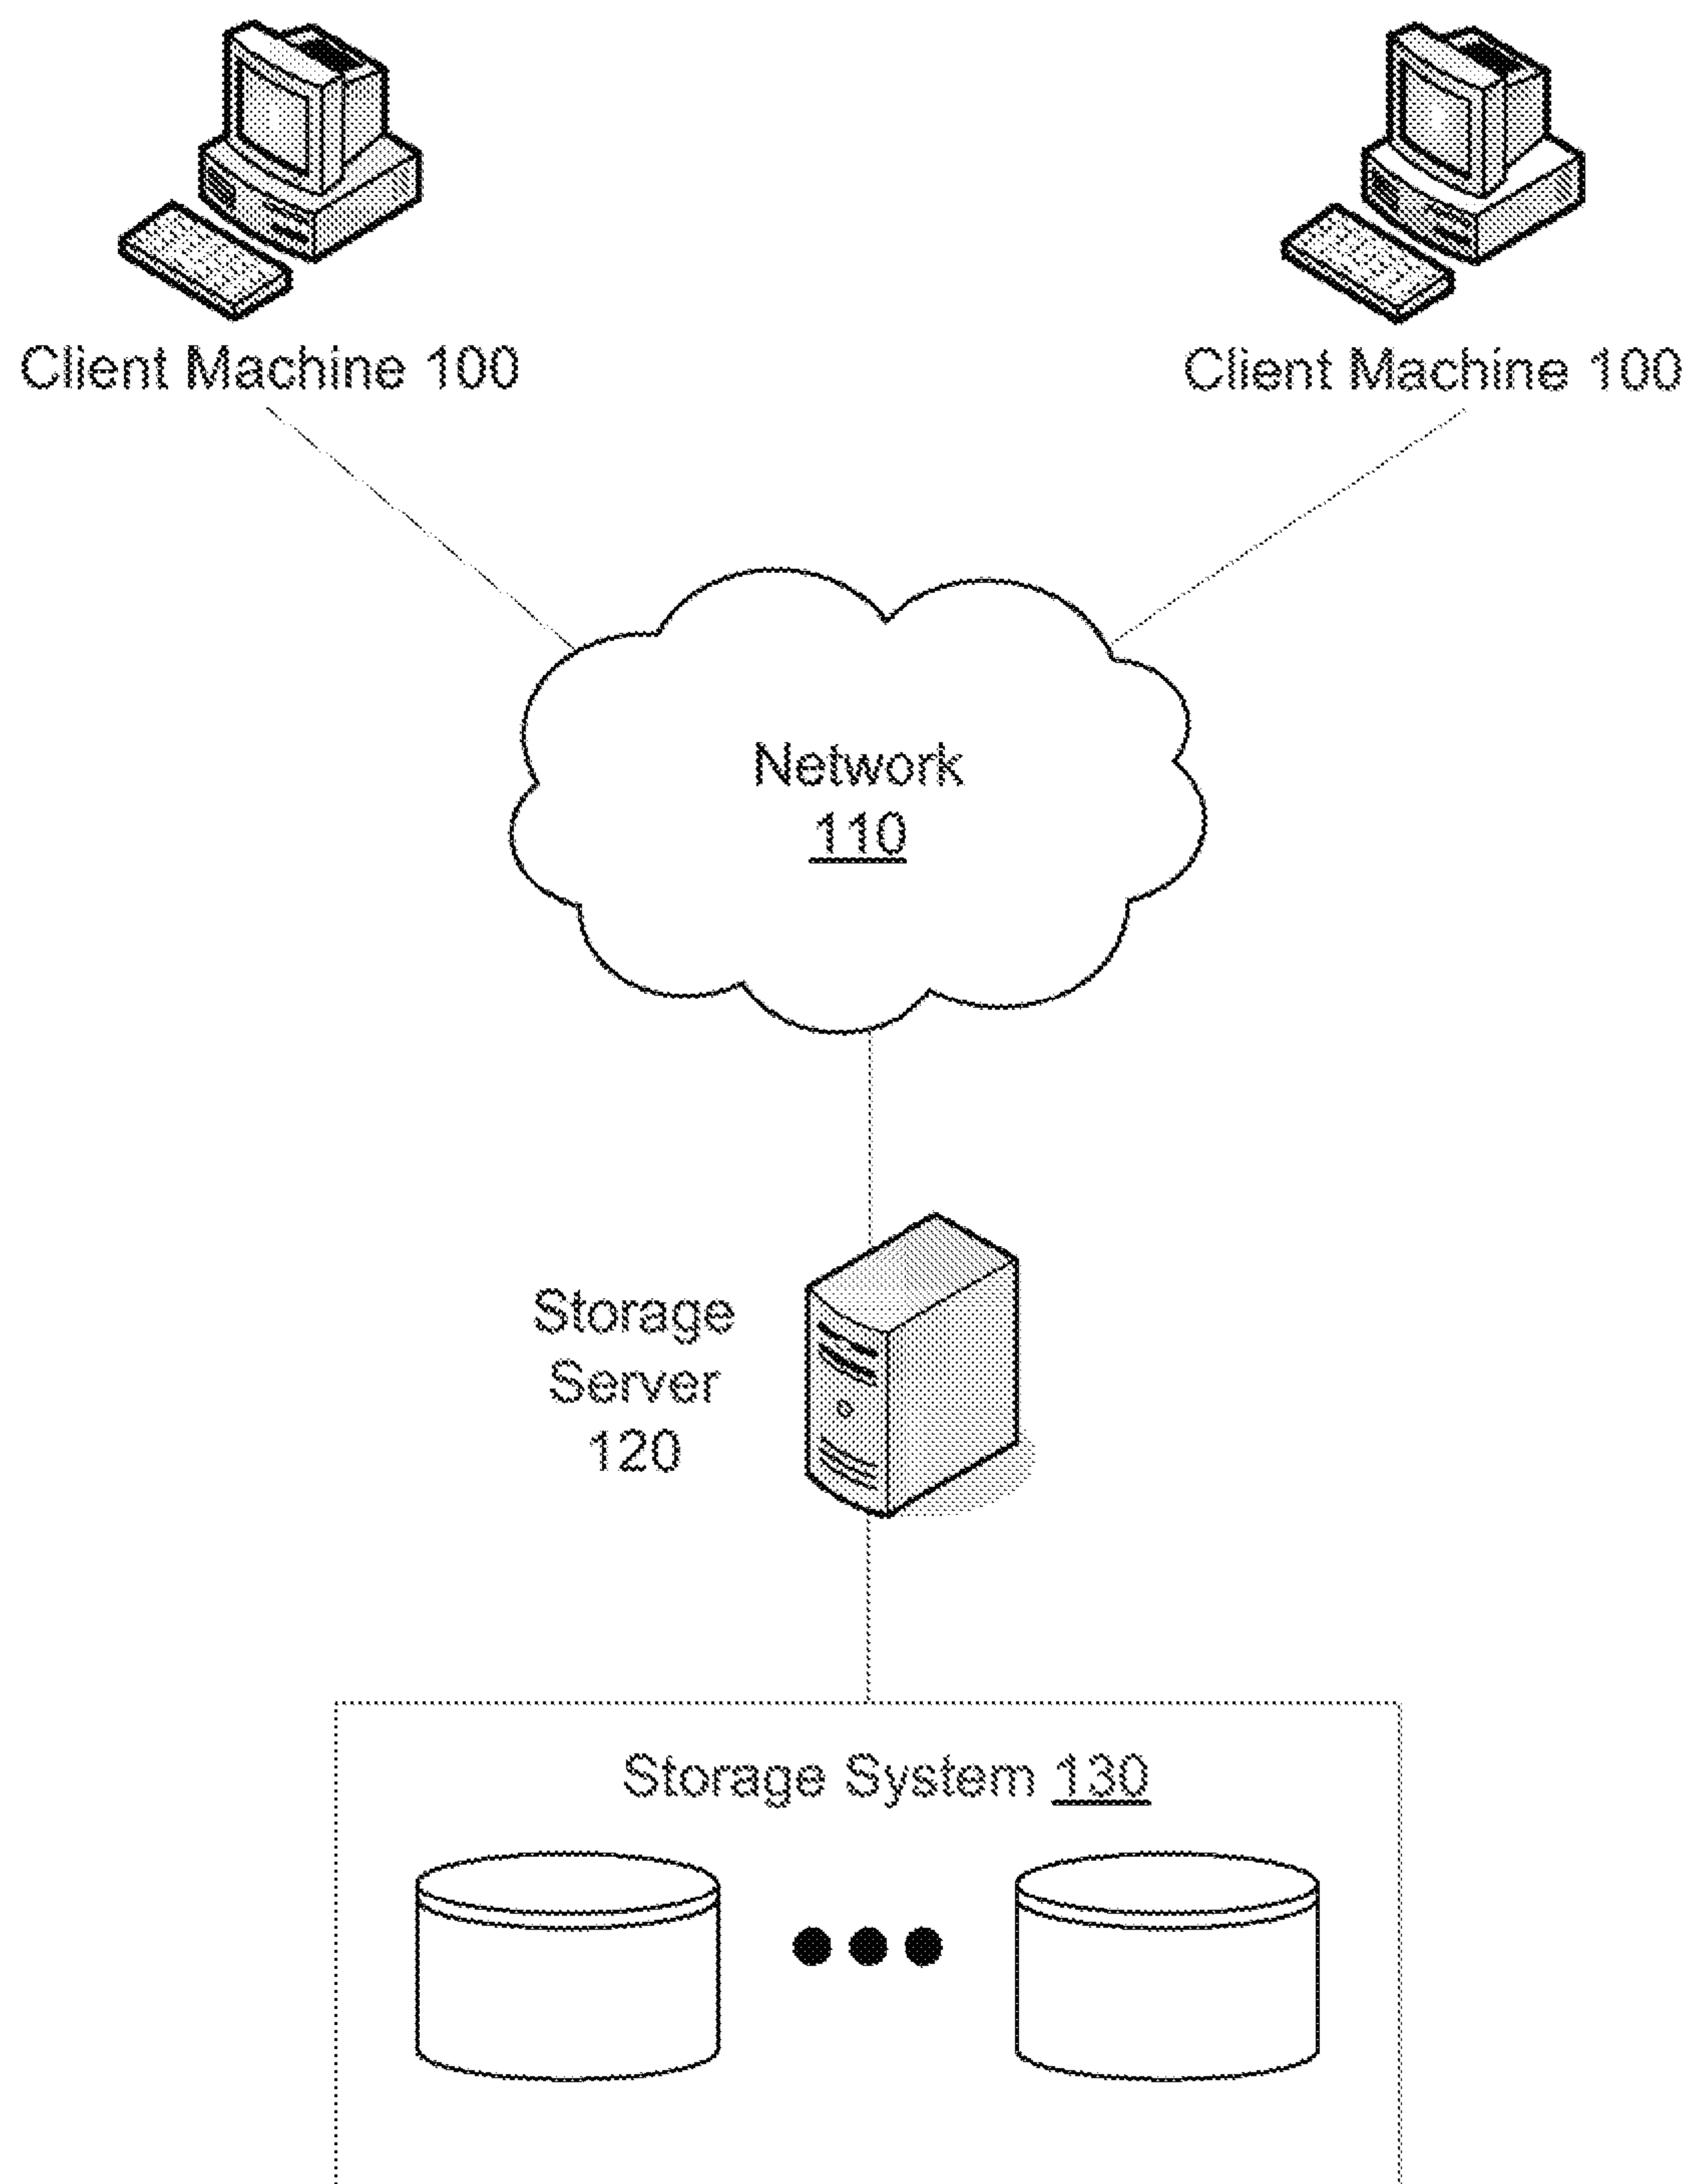 Client Machine 100
Client Machine 100
Network
110
Storage
Server
120
Storage System 130